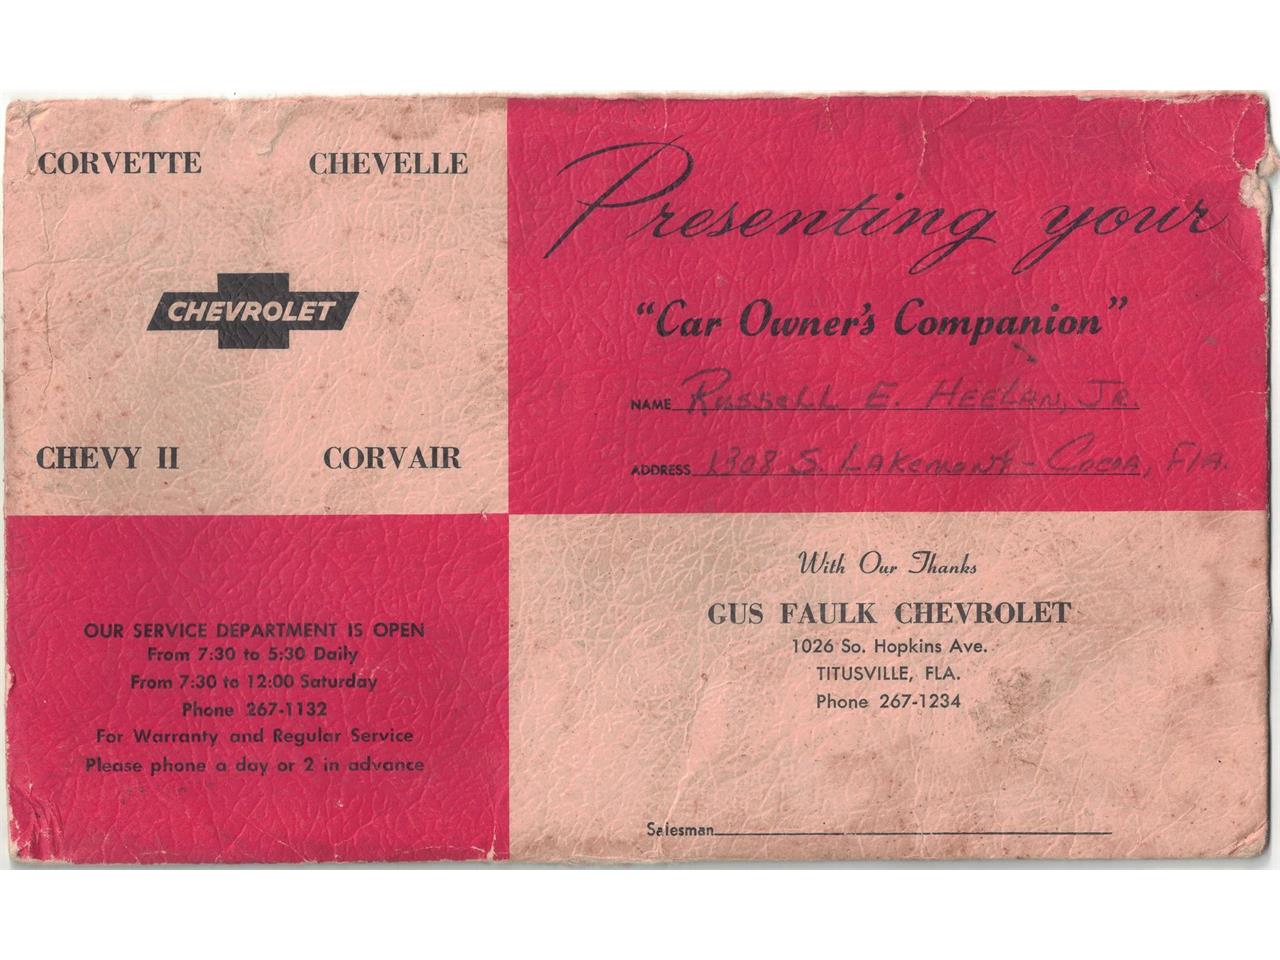 CORVETTE CHEVELLE
CHEVROLET
CHEVY II CORVAIR
Presenting your
"Car Owner's Companion"
NAME Russell E. Heelan, Jr.
ADDRESS 1308 S. Lakemont - Cocoa, Fla.
OUR SERVICE DEPARTMENT IS OPEN
From 7:30 to 5:30 Daily
From 7:30 to 12:00 Saturday
Phone 267-1132
For Warranty and Regular Service
Please phone a day or 2 in advance
With Our Thanks
GUS FAULK CHEVROLET
1026 So. Hopkins Ave.
TITUSVILLE, FLA.
Phone 267-1234
Salesman